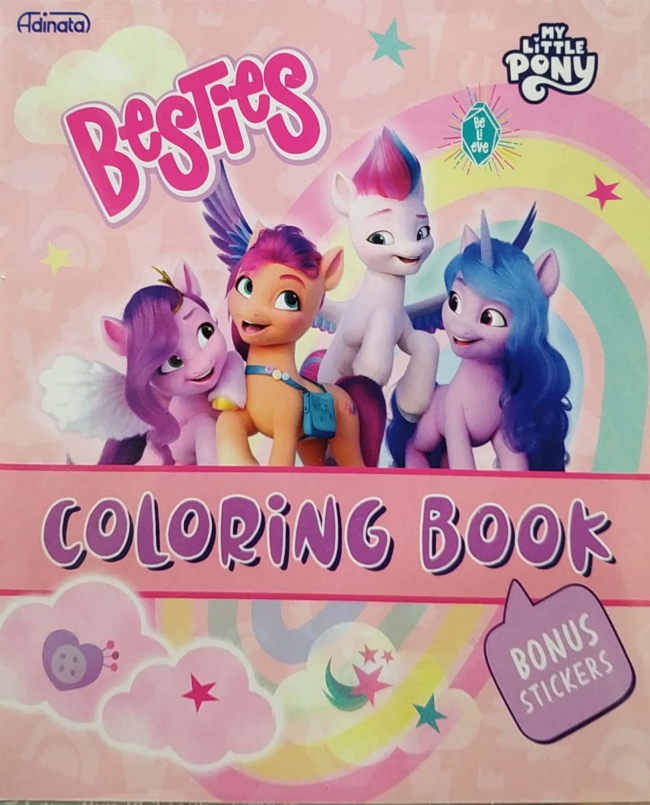 Adinata
BeSTieS
MY
LiTTLE
PONY
Be
Li
eve
COLORiNG BOOK
BONUS
STICKERS